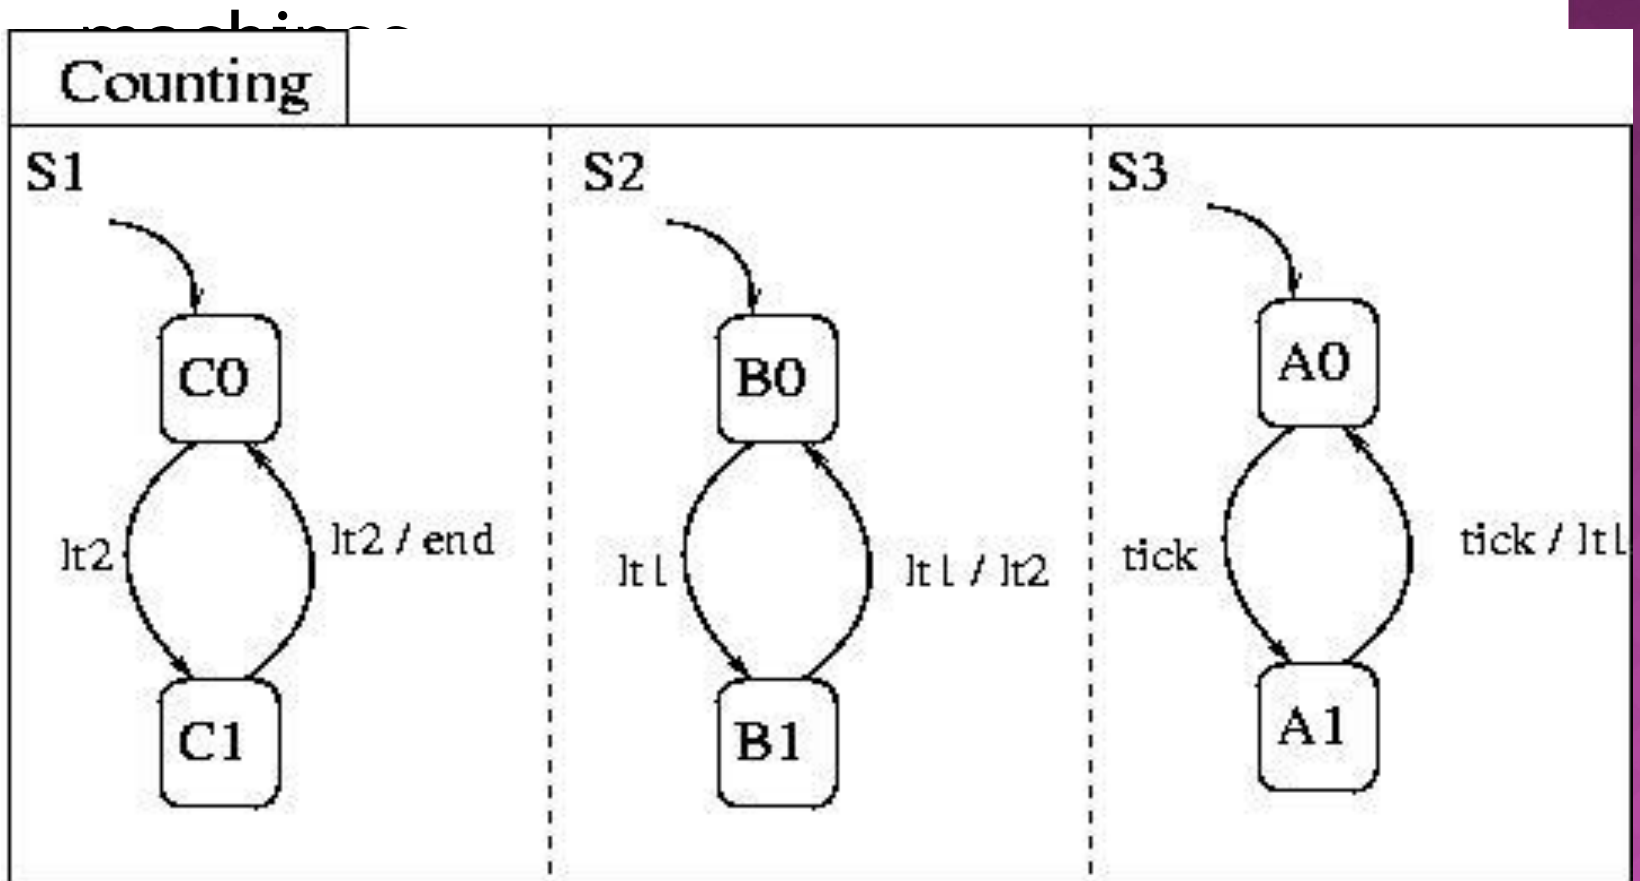 machines
Counting
S1
S2
S3
C0
B0
A0
lt2
lt2 / end
lt1
lt1 / lt2
tick
tick / lt1
C1
B1
A1